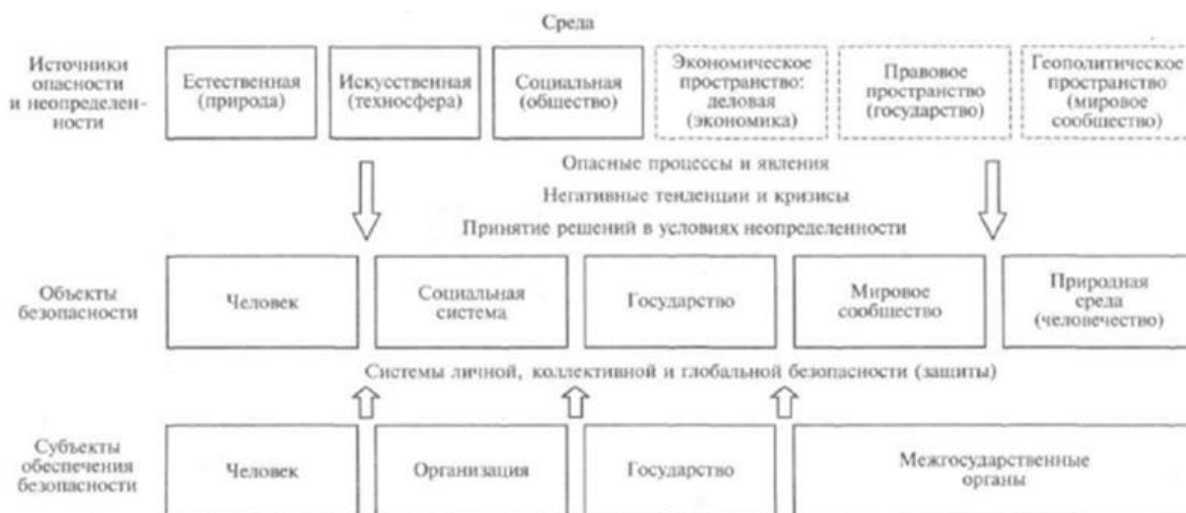 Среда
Источники
опасности
и неопределен-
ности
Естественная
(природа)
Искусственная
(техносфера)
Социальная
(общество)
Экономическое
пространство:
деловая
(экономика)
Правовое
пространство
(государство)
Геополитическое
пространство
(мировое
сообщество)
Опасные процессы и явления
Негативные тенденции и кризисы
Принятие решений в условиях неопределенности
Объекты
безопасности
Человек
Социальная
система
Государство
Мировое
сообщество
Природная
среда
(человечество)
Системы личной, коллективной и глобальной безопасности (защиты)
Субъекты
обеспечения
безопасности
Человек
Организация
Государство
Межгосударственные
органы